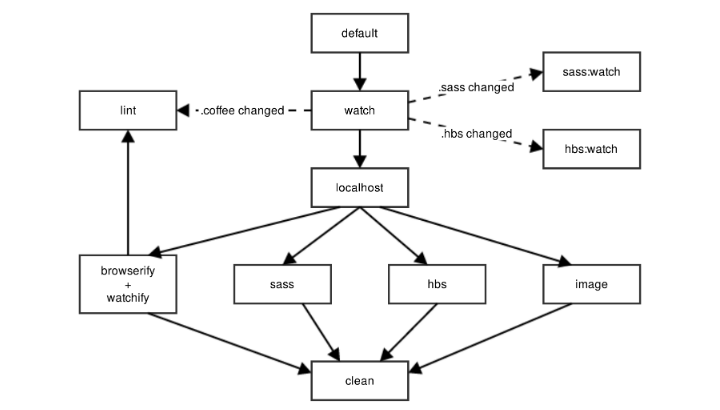 default
sass:watch
.sass changed
lint
.coffee changed
watch
.hbs changed
hbs:watch
localhost
browserify
+
watchify
sass
hbs
image
clean